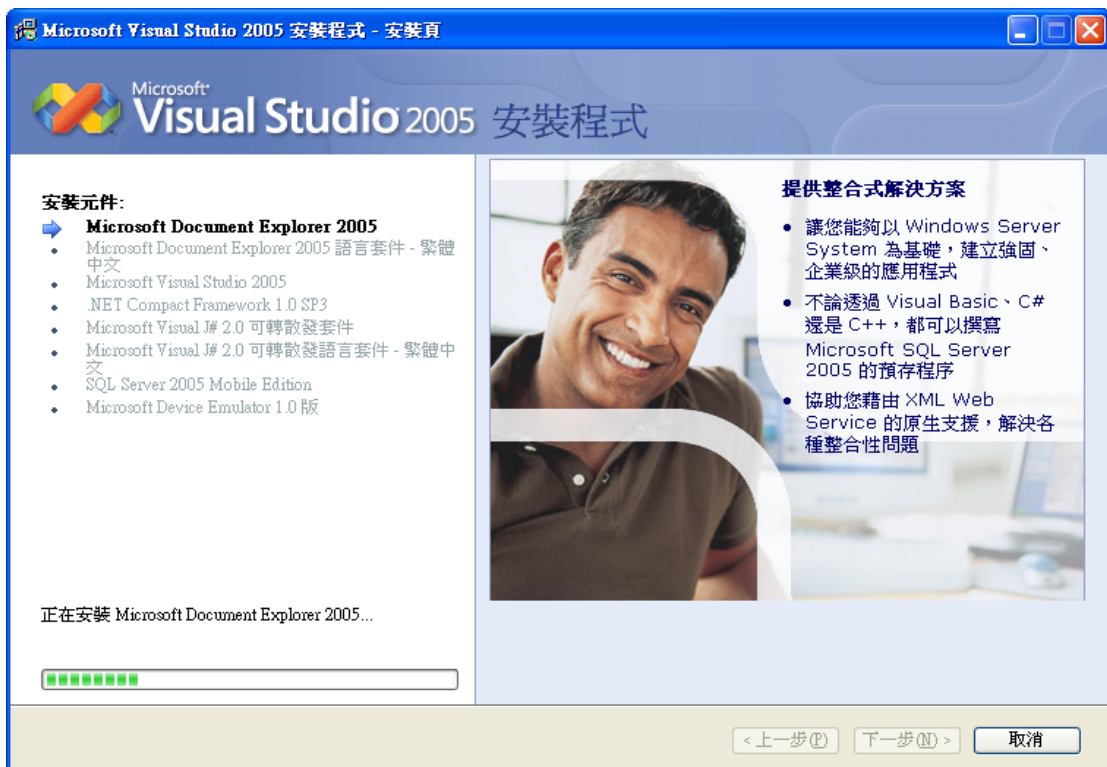 Microsoft Visual Studio 2005 安裝程式 - 安裝頁
Microsoft
Visual Studio 2005 安裝程式
安裝元件:
Microsoft Document Explorer 2005
Microsoft Document Explorer 2005 語言套件 - 繁體
中文
Microsoft Visual Studio 2005
.NET Compact Framework 1.0 SP3
Microsoft Visual J# 2.0 可轉散發套件
Microsoft Visual J# 2.0 可轉散發語言套件 - 繁體中
文
SQL Server 2005 Mobile Edition
Microsoft Device Emulator 1.0 版
正在安裝 Microsoft Document Explorer 2005...
提供整合式解決方案
• 讓您能夠以 Windows Server
System 為基礎，建立強固、
企業級的應用程式
• 不論透過 Visual Basic、C#
還是 C++，都可以撰寫
Microsoft SQL Server
2005 的預存程序
• 協助您藉由 XML Web
Service 的原生支援，解決各
種整合性問題
<上一步(P)
下一步(N) >
取消